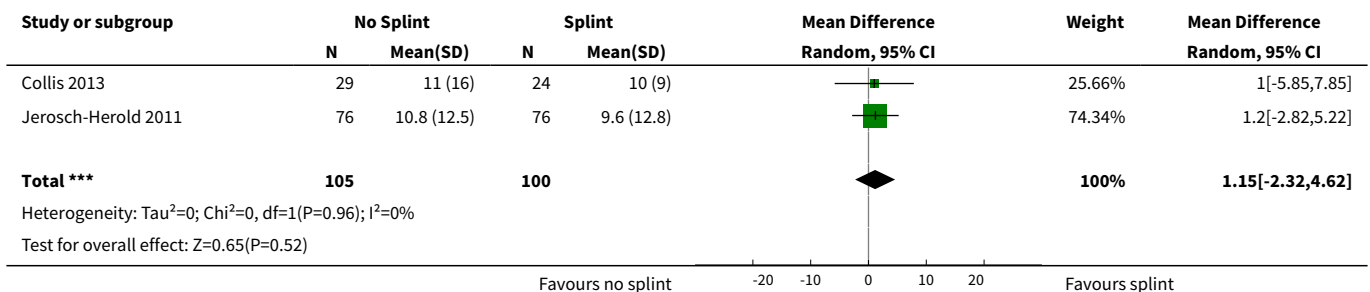 Study or subgroup No Splint Splint Mean Difference Weight Mean Difference
N Mean(SD) N Mean(SD) Random, 95% CI Random, 95% CI
Collis 2013 29 11 (16) 24 10 (9) 25.66% 1[-5.85,7.85]
Jerosch-Herold 2011 76 10.8 (12.5) 76 9.6 (12.8) 74.34% 1.2[-2.82,5.22]
Total *** 105 100 100% 1.15[-2.32,4.62]
Heterogeneity: Tau²=0; Chi²=0, df=1(P=0.96); I²=0%
Test for overall effect: Z=0.65(P=0.52)
Favours no splint -20 -10 0 10 20 Favours splint